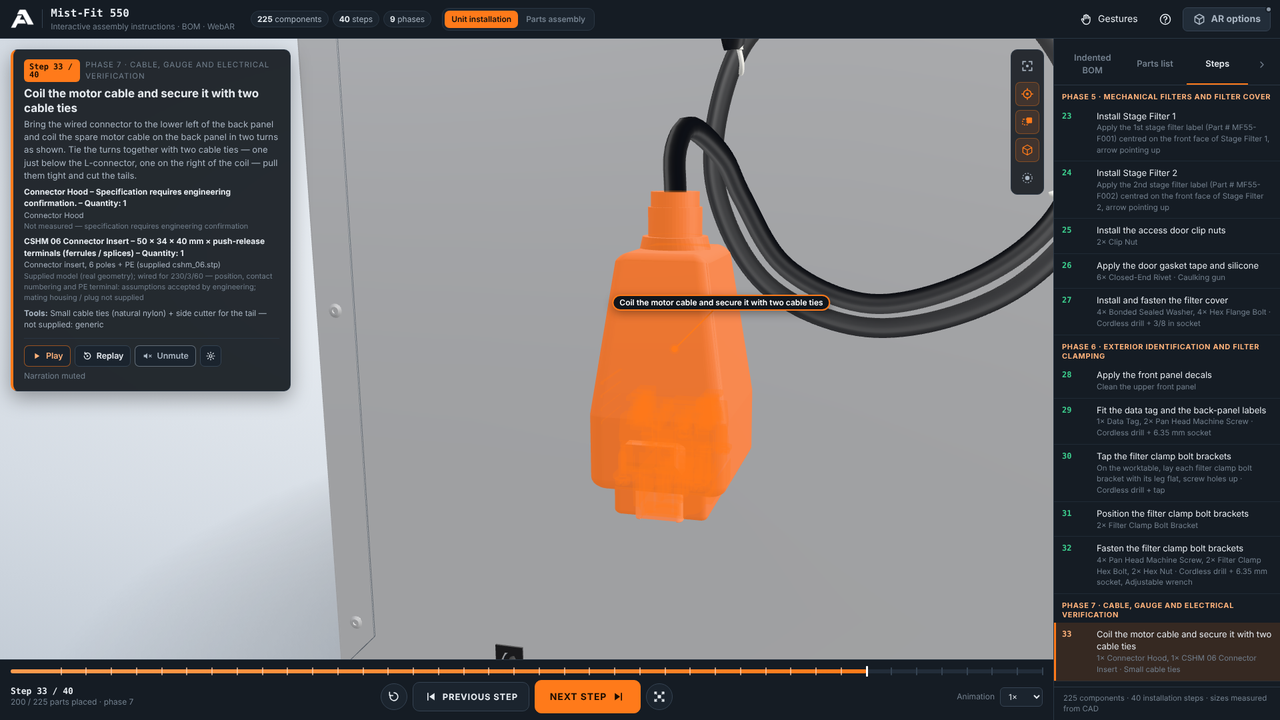 Mist-Fit 550
Interactive assembly instructions · BOM · WebAR
225 components
40 steps
9 phases
Unit installation
Parts assembly
Gestures
AR options
Step 33 / 40
PHASE 7 · CABLE, GAUGE AND ELECTRICAL
VERIFICATION
Coil the motor cable and secure it with two
cable ties
Bring the wired connector to the lower left of the back panel
and coil the spare motor cable on the back panel in two turns
as shown. Tie the turns together with two cable ties — one
just below the L-connector, one on the right of the coil — pull
them tight and cut the tails.
Connector Hood – Specification requires engineering
confirmation. – Quantity: 1
Connector Hood
Not measured — specification requires engineering confirmation
CSHM 06 Connector Insert – 50 × 34 × 40 mm × push-release
terminals (ferrules / splices) – Quantity: 1
Connector insert, 6 poles + PE (supplied cshm_06.stp)
Supplied model (real geometry); wired for 230/3/60 — position, contact
numbering and PE terminal: assumptions accepted by engineering;
mating housing / plug not supplied
Tools: Small cable ties (natural nylon) + side cutter for the tail —
not supplied: generic
Play
Replay
Unmute
Narration muted
Coil the motor cable and secure it with two cable ties
Indented
BOM
Parts list
Steps
PHASE 5 · MECHANICAL FILTERS AND FILTER COVER
23
Install Stage Filter 1
Apply the 1st stage filter label (Part # MF55-
F001) centred on the front face of Stage Filter 1,
arrow pointing up
24
Install Stage Filter 2
Apply the 2nd stage filter label (Part # MF55-
F002) centred on the front face of Stage Filter
2, arrow pointing up
25
Install the access door clip nuts
2× Clip Nut
26
Apply the door gasket tape and silicone
6× Closed-End Rivet · Caulking gun
27
Install and fasten the filter cover
4× Bonded Sealed Washer, 4× Hex Flange Bolt ·
Cordless drill + 3/8 in socket
PHASE 6 · EXTERIOR IDENTIFICATION AND FILTER
CLAMPING
28
Apply the front panel decals
Clean the upper front panel
29
Fit the data tag and the back-panel labels
1× Data Tag, 2× Pan Head Machine Screw ·
Cordless drill + 6.35 mm socket
30
Tap the filter clamp bolt brackets
On the worktable, lay each filter clamp bolt
bracket with its leg flat, screw holes up ·
Cordless drill + tap
31
Position the filter clamp bolt brackets
2× Filter Clamp Bolt Bracket
32
Fasten the filter clamp bolt brackets
4× Pan Head Machine Screw, 2× Filter Clamp
Hex Bolt, 2× Hex Nut · Cordless drill + 6.35 mm
socket, Adjustable wrench
PHASE 7 · CABLE, GAUGE AND ELECTRICAL
VERIFICATION
33
Coil the motor cable and secure it with two
cable ties
1× Connector Hood, 1× CSHM 06 Connector
Insert · Small cable ties
225 components · 40 installation steps · sizes measured
from CAD
Step 33 / 40
200 / 225 parts placed · phase 7
PREVIOUS STEP
NEXT STEP
Animation
1×